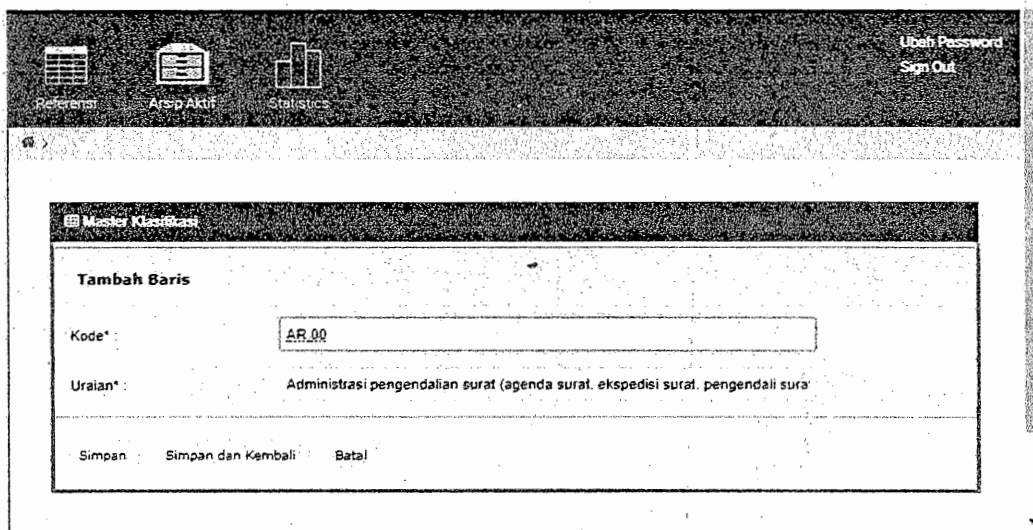 Ubah Password
Sign Out
Referensi
Arsip Aktif
Statistics
>
Master Klasifikasi
Tambah Baris
Kode* :
AR.00
Uraian* :
Administrasi pengendalian surat (agenda surat, ekspedisi surat, pengendali surat
Simpan
Simpan dan Kembali
Batal